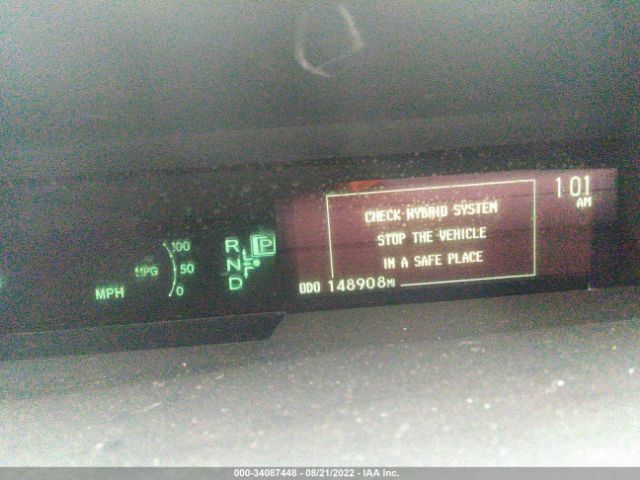 1 01
AM
CHECK HYBRID SYSTEM
STOP THE VEHICLE
IN A SAFE PLACE
ODO 148908MI
100
MPG 50
0
MPH
R P
N
D
000-34087448 - 08/21/2022 - IAA Inc.